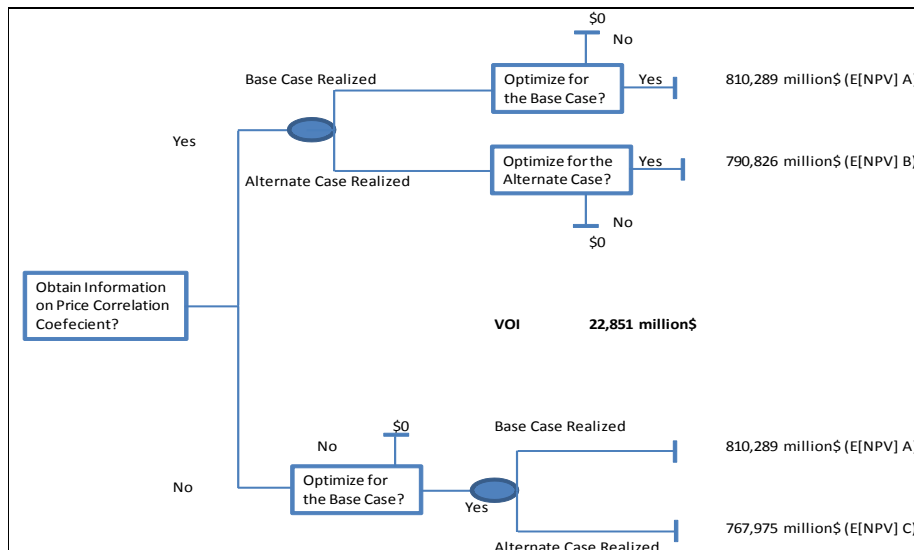 $0
No
Base Case Realized
Optimize for
the Base Case?
Yes
810,289 million$ (E[NPV] A)
Yes
Alternate Case Realized
Optimize for the
Alternate Case?
Yes
790,826 million$ (E[NPV] B)
No
$0
Obtain Information
on Price Correlation
Coefecient?
VOI 22,851 million$
$0
No
Base Case Realized
810,289 million$ (E[NPV] A)
No
Optimize for
the Base Case?
Yes
767,975 million$ (E[NPV] C)
Alternate Case Realized